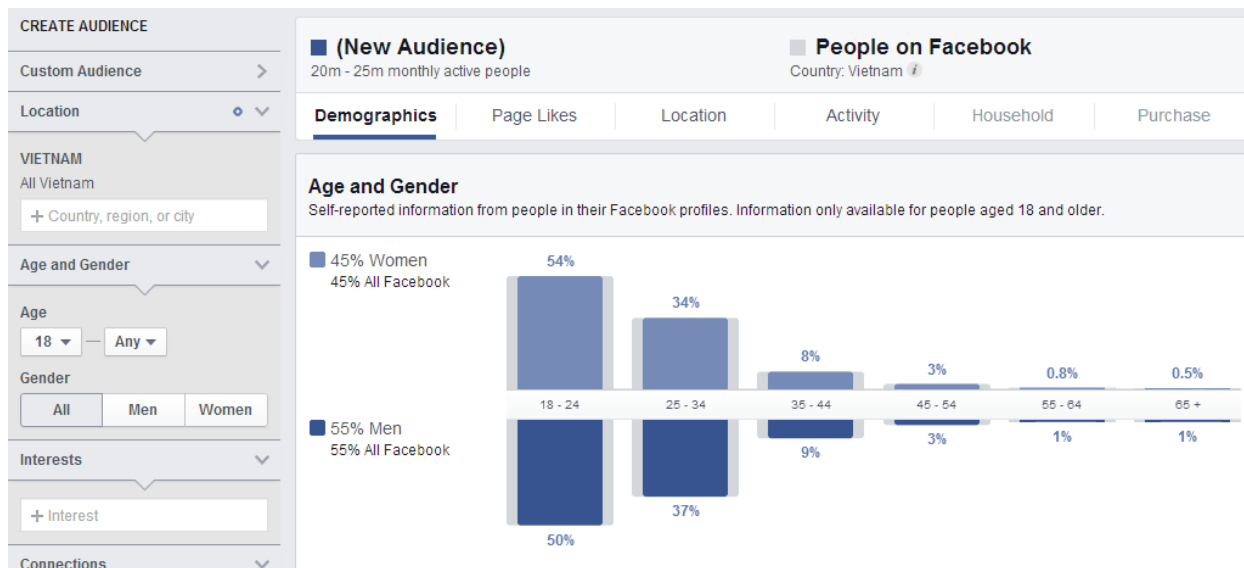 CREATE AUDIENCE
Custom Audience
Location
VIETNAM
All Vietnam
+ Country, region, or city
Age and Gender
Age
18 — Any
Gender
All Men Women
Interests
+ Interest
Connections
(New Audience)
20m - 25m monthly active people
People on Facebook
Country: Vietnam i
Demographics Page Likes Location Activity Household Purchase
Age and Gender
Self-reported information from people in their Facebook profiles. Information only available for people aged 18 and older.
45% Women
45% All Facebook
54% 34% 8% 3% 0.8% 0.5%
18 - 24 25 - 34 35 - 44 45 - 54 55 - 64 65 +
55% Men
55% All Facebook
50% 37% 9% 3% 1% 1%